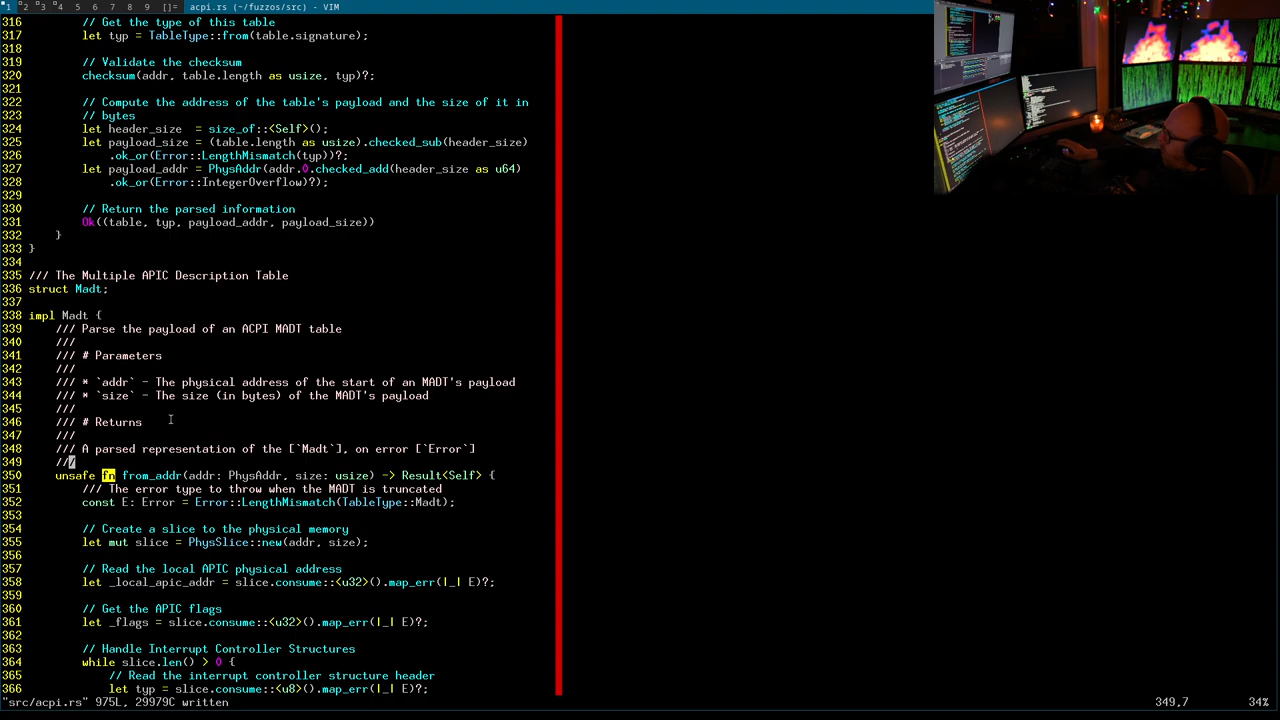 1 2 3 4 5 6 7 8 9 []= acpi.rs (~/fuzzos/src) - VIM
316 // Get the type of this table
317 let typ = TableType::from(table.signature);
318
319 // Validate the checksum
320 checksum(addr, table.length as usize, typ)?;
321
322 // Compute the address of the table's payload and the size of it in
323 // bytes
324 let header_size = size_of::<Self>();
325 let payload_size = (table.length as usize).checked_sub(header_size)
326 .ok_or(Error::LengthMismatch(typ))?;
327 let payload_addr = PhysAddr(addr.0.checked_add(header_size as u64)
328 .ok_or(Error::IntegerOverflow)?);
329
330 // Return the parsed information
331 Ok((table, typ, payload_addr, payload_size))
332 }
333 }
334
335 /// The Multiple APIC Description Table
336 struct Madt;
337
338 impl Madt {
339 /// Parse the payload of an ACPI MADT table
340 ///
341 /// # Parameters
342 ///
343 /// * `addr` - The physical address of the start of an MADT's payload
344 /// * `size` - The size (in bytes) of the MADT's payload
345 ///
346 /// # Returns
347 ///
348 /// A parsed representation of the [`Madt`], on error [`Error`]
349 ///
350 unsafe fn from_addr(addr: PhysAddr, size: usize) -> Result<Self> {
351 /// The error type to throw when the MADT is truncated
352 const E: Error = Error::LengthMismatch(TableType::Madt);
353
354 // Create a slice to the physical memory
355 let mut slice = PhysSlice::new(addr, size);
356
357 // Read the local APIC physical address
358 let _local_apic_addr = slice.consume::<u32>().map_err(|_| E)?;
359
360 // Get the APIC flags
361 let _flags = slice.consume::<u32>().map_err(|_| E)?;
362
363 // Handle Interrupt Controller Structures
364 while slice.len() > 0 {
365 // Read the interrupt controller structure header
366 let typ = slice.consume::<u8>().map_err(|_| E)?;
"src/acpi.rs" 975L, 29979C written 349,7 34%